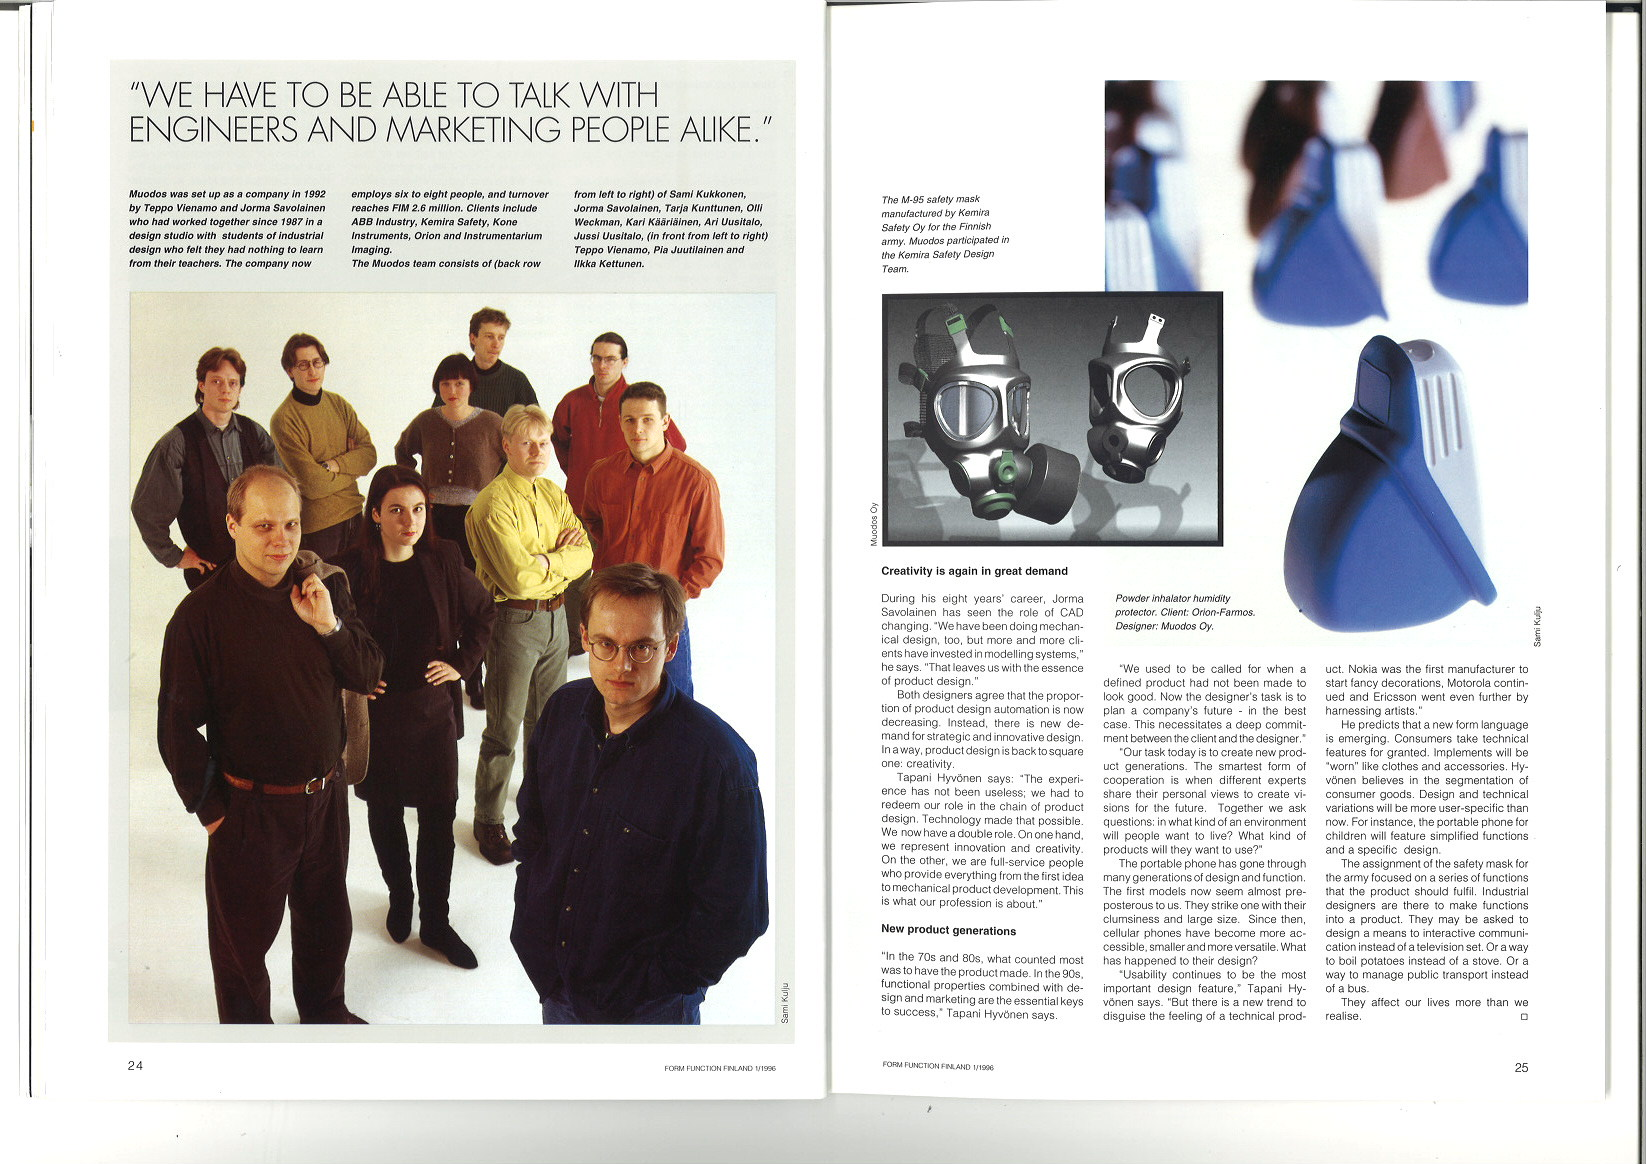 “WE HAVE TO BE ABLE TO TALK WITH
ENGINEERS AND MARKETING PEOPLE ALIKE.”
Muodos was set up as a company in 1992
by Teppo Vienamo and Jorma Savolainen
who had worked together since 1987 in a
design studio with students of industrial
design who felt they had nothing to learn
from their teachers. The company now
employs six to eight people, and turnover
reaches FIM 2.6 million. Clients include
ABB Industry, Kemira Safety, Kone
Instruments, Orion and Instrumentarium
Imaging.
The Muodos team consists of (back row
from left to right) of Sami Kukkonen,
Jorma Savolainen, Tarja Kunttunen, Olli
Weckman, Kari Kääriäinen, Ari Uusitalo,
Jussi Uusitalo, (in front from left to right)
Teppo Vienamo, Pia Juutilainen and
Ilkka Kettunen.
Sami Kulju
24
FORM FUNCTION FINLAND 1/1996
The M-95 safety mask
manufactured by Kemira
Safety Oy for the Finnish
army. Muodos participated in
the Kemira Safety Design
Team.
Muodos Oy
Creativity is again in great demand
During his eight years’ career, Jorma
Savolainen has seen the role of CAD
changing. “We have been doing mechan-
ical design, too, but more and more cli-
ents have invested in modelling systems,”
he says. “That leaves us with the essence
of product design.”
Both designers agree that the propor-
tion of product design automation is now
decreasing. Instead, there is new de-
mand for strategic and innovative design.
In a way, product design is back to square
one: creativity.
Tapani Hyvönen says: “The experi-
ence has not been useless; we had to
redeem our role in the chain of product
design. Technology made that possible.
We now have a double role. On one hand,
we represent innovation and creativity.
On the other, we are full-service people
who provide everything from the first idea
to mechanical product development. This
is what our profession is about.”
New product generations
“In the 70s and 80s, what counted most
was to have the product made. In the 90s,
functional properties combined with de-
sign and marketing are the essential keys
to success,” Tapani Hyvönen says.
Powder inhalator humidity
protector. Client: Orion-Farmos.
Designer: Muodos Oy.
Sami Kulju
“We used to be called for when a
defined product had not been made to
look good. Now the designer’s task is to
plan a company’s future - in the best
case. This necessitates a deep commit-
ment between the client and the designer.”
“Our task today is to create new prod-
uct generations. The smartest form of
cooperation is when different experts
share their personal views to create vi-
sions for the future. Together we ask
questions: in what kind of an environment
will people want to live? What kind of
products will they want to use?”
The portable phone has gone through
many generations of design and function.
The first models now seem almost pre-
posterous to us. They strike one with their
clumsiness and large size. Since then,
cellular phones have become more ac-
cessible, smaller and more versatile. What
has happened to their design?
“Usability continues to be the most
important design feature,” Tapani Hy-
vönen says. “But there is a new trend to
disguise the feeling of a technical prod-
uct. Nokia was the first manufacturer to
start fancy decorations, Motorola contin-
ued and Ericsson went even further by
harnessing artists.”
He predicts that a new form language
is emerging. Consumers take technical
features for granted. Implements will be
“worn” like clothes and accessories. Hy-
vönen believes in the segmentation of
consumer goods. Design and technical
variations will be more user-specific than
now. For instance, the portable phone for
children will feature simplified functions
and a specific design.
The assignment of the safety mask for
the army focused on a series of functions
that the product should fulfil. Industrial
designers are there to make functions
into a product. They may be asked to
design a means to interactive communi-
cation instead of a television set. Or a way
to boil potatoes instead of a stove. Or a
way to manage public transport instead
of a bus.
They affect our lives more than we
realise.
FORM FUNCTION FINLAND 1/1996
25